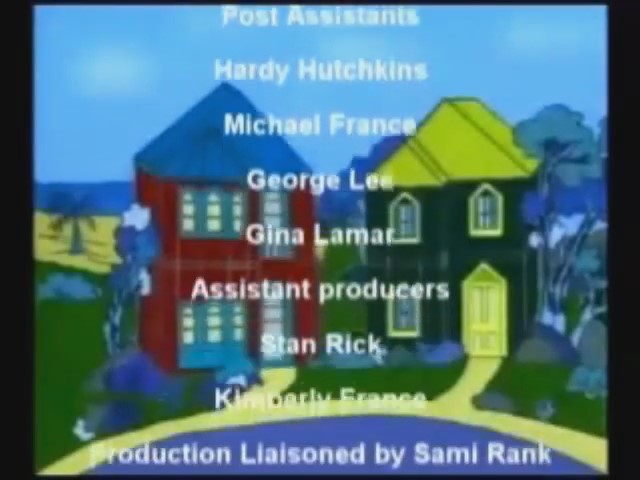 Post Assistants
Hardy Hutchkins
Michael France
George Lee
Gina Lamar
Assistant producers
Stan Rick
Kimparly France
Production Liaisoned by Sami Rank